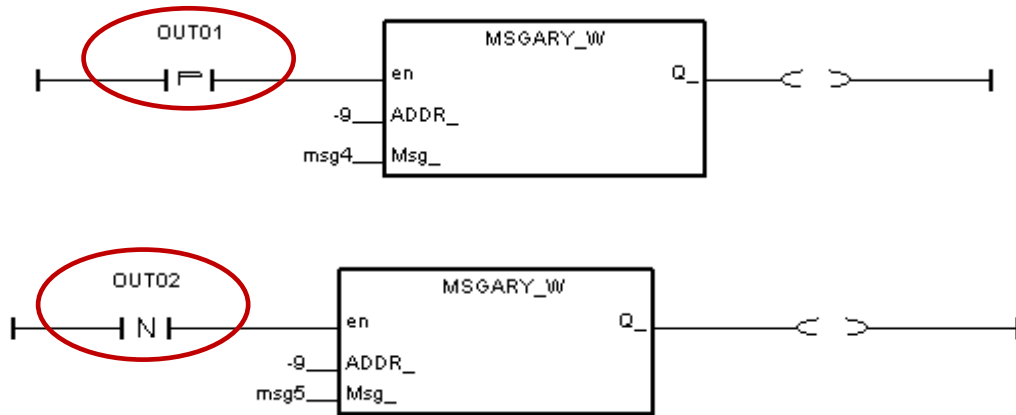 OUT01
MSGARY_W
en Q_
-9 ADDR_
msg4 Msg_
OUT02
N
MSGARY_W
en Q_
-9 ADDR_
msg5 Msg_